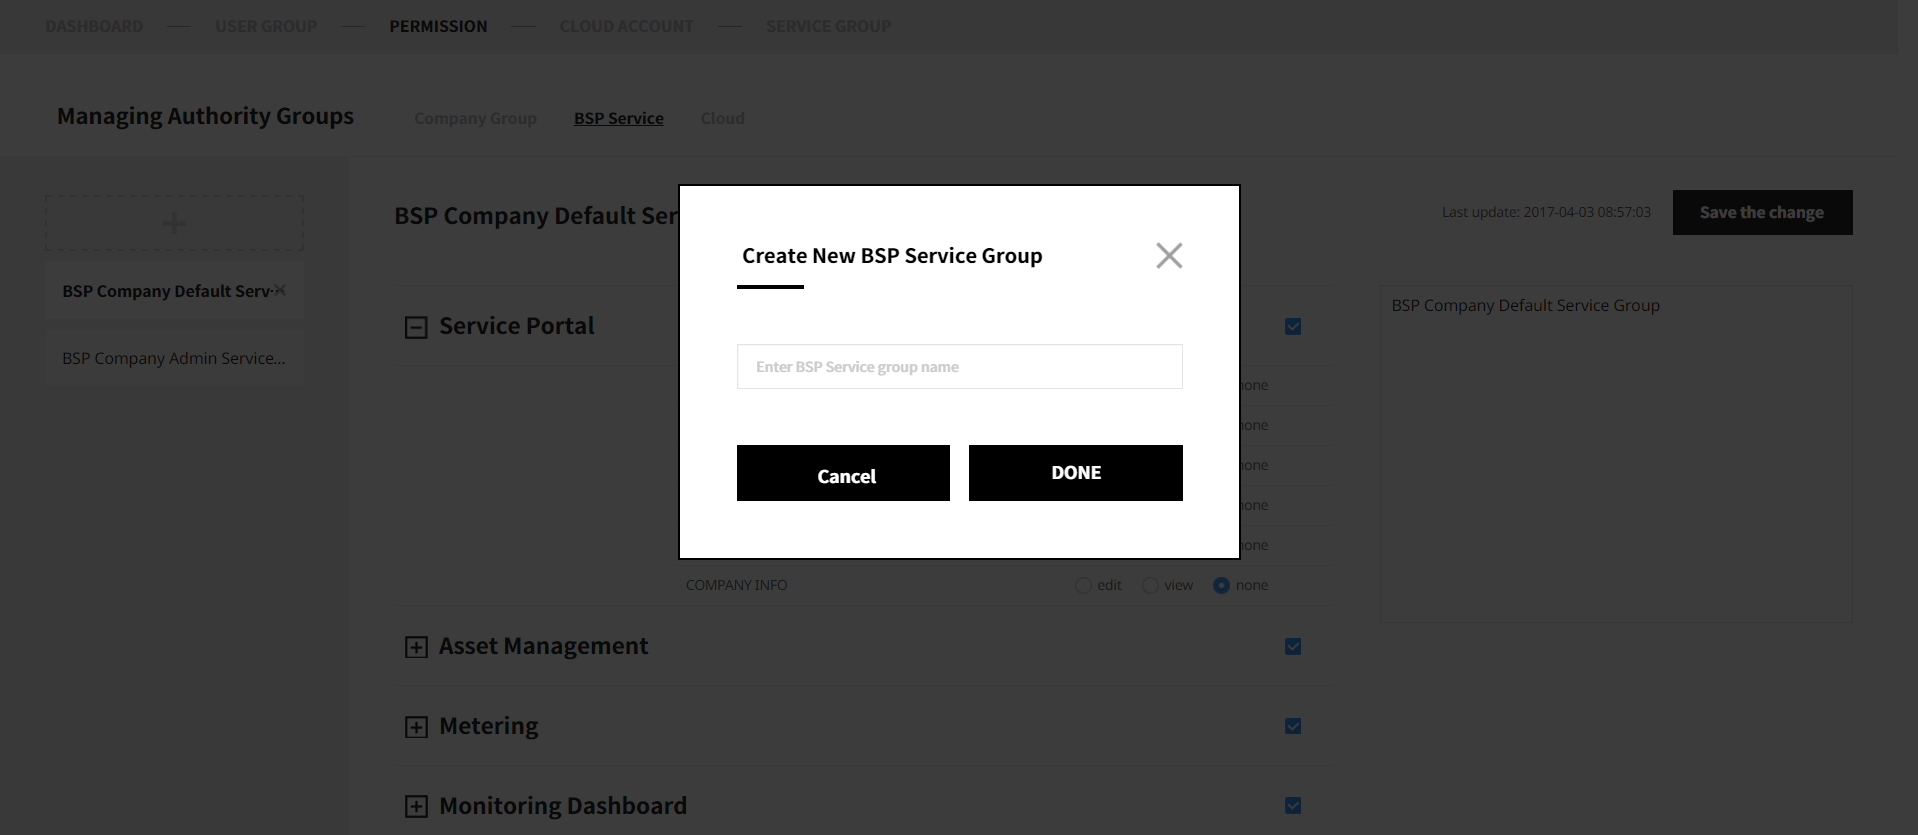 DASHBOARD USER GROUP PERMISSION CLOUD ACCOUNT SERVICE GROUP
Managing Authority Groups Company Group BSP Service Cloud
BSP Company Default Ser
Last update: 2017-04-03 08:57:03 Save the change
BSP Company Default Serv...
BSP Company Admin Service...
Create New BSP Service Group
Enter BSP Service group name
Cancel DONE
Service Portal
BSP Company Default Service Group
none
none
none
none
none
COMPANY INFO edit view none
Asset Management
Metering
Monitoring Dashboard